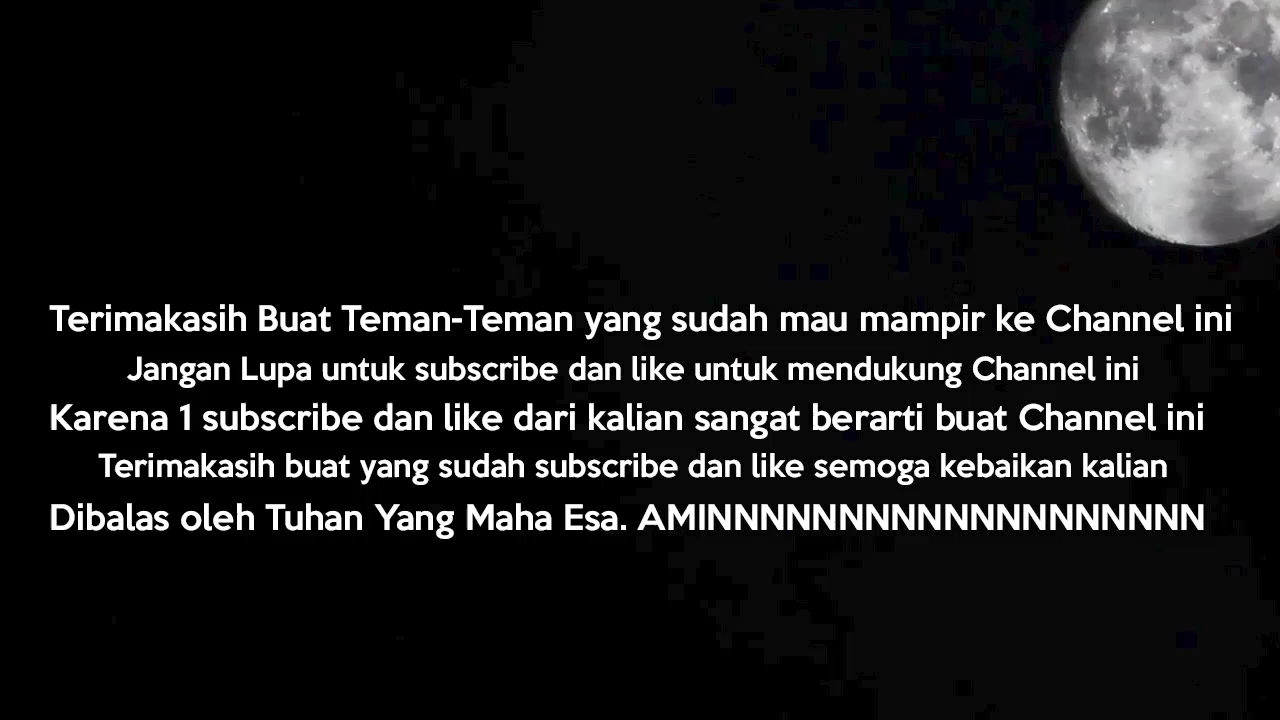 Terimakasih Buat Teman-Teman yang sudah mau mampir ke Channel ini
Jangan Lupa untuk subscribe dan like untuk mendukung Channel ini
Karena 1 subscribe dan like dari kalian sangat berarti buat Channel ini
Terimakasih buat yang sudah subscribe dan like semoga kebaikan kalian
Dibalas oleh Tuhan Yang Maha Esa. AMINNNNNNNNNNNNNNNNNNN